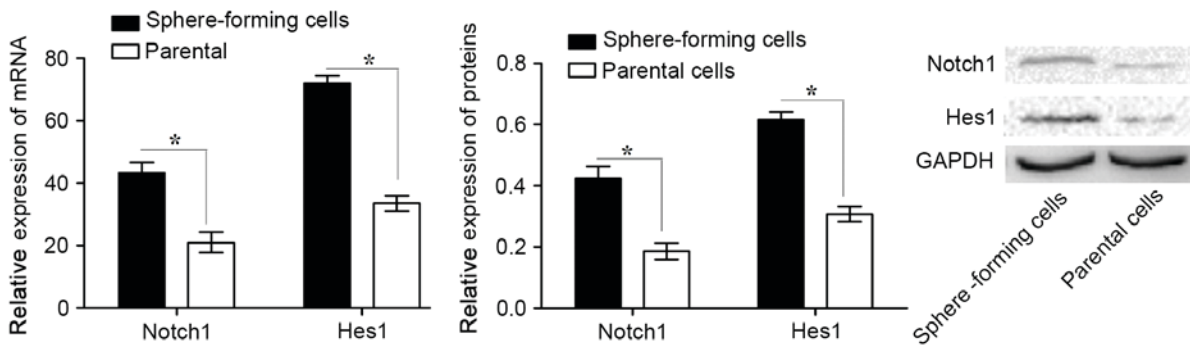 Sphere-forming cells
Parental
Relative expression of mRNA
80
60
40
20
0
*
*
Notch1
Hes1
Sphere-forming cells
Parental cells
Relative expression of proteins
0.8
0.6
0.4
0.2
0.0
*
*
Notch1
Hes1
Notch1
Hes1
GAPDH
Sphere -forming cells
Parental cells